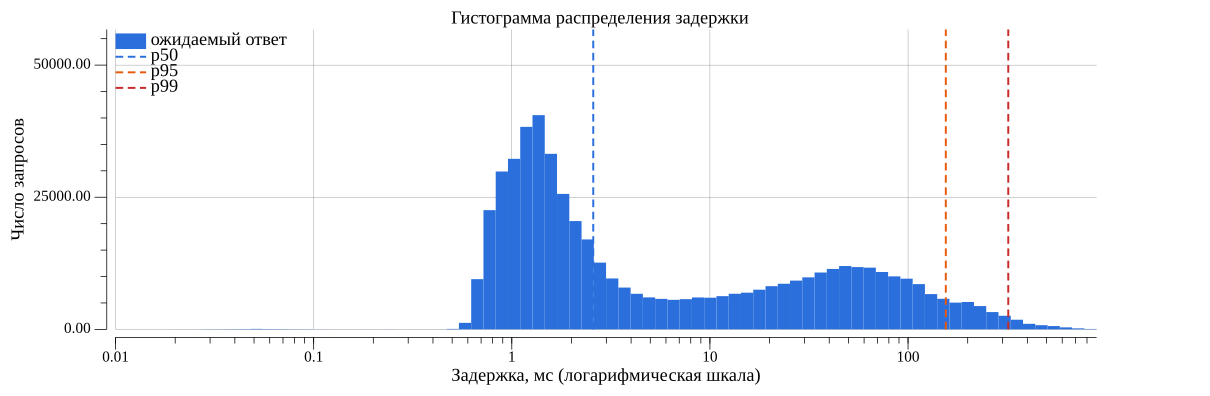 Гистограмма распределения задержки
ожидаемый ответ
p50
p95
p99
Число запросов
50000.00
25000.00
0.00
0.01 0.1 1 10 100
Задержка, мс (логарифмическая шкала)